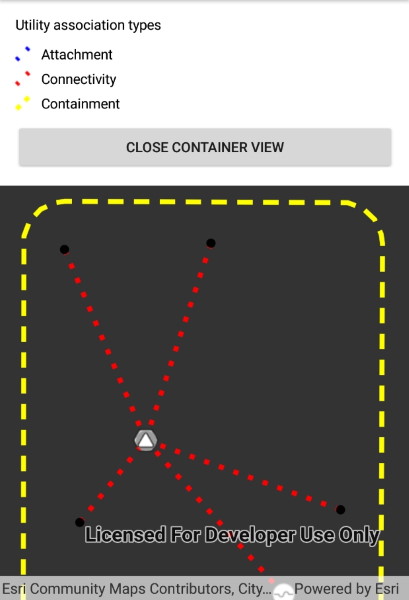 Utility association types
Attachment
Connectivity
Containment
CLOSE CONTAINER VIEW
Licensed For Developer Use Only
Esri Community Maps Contributors, City... Powered by Esri